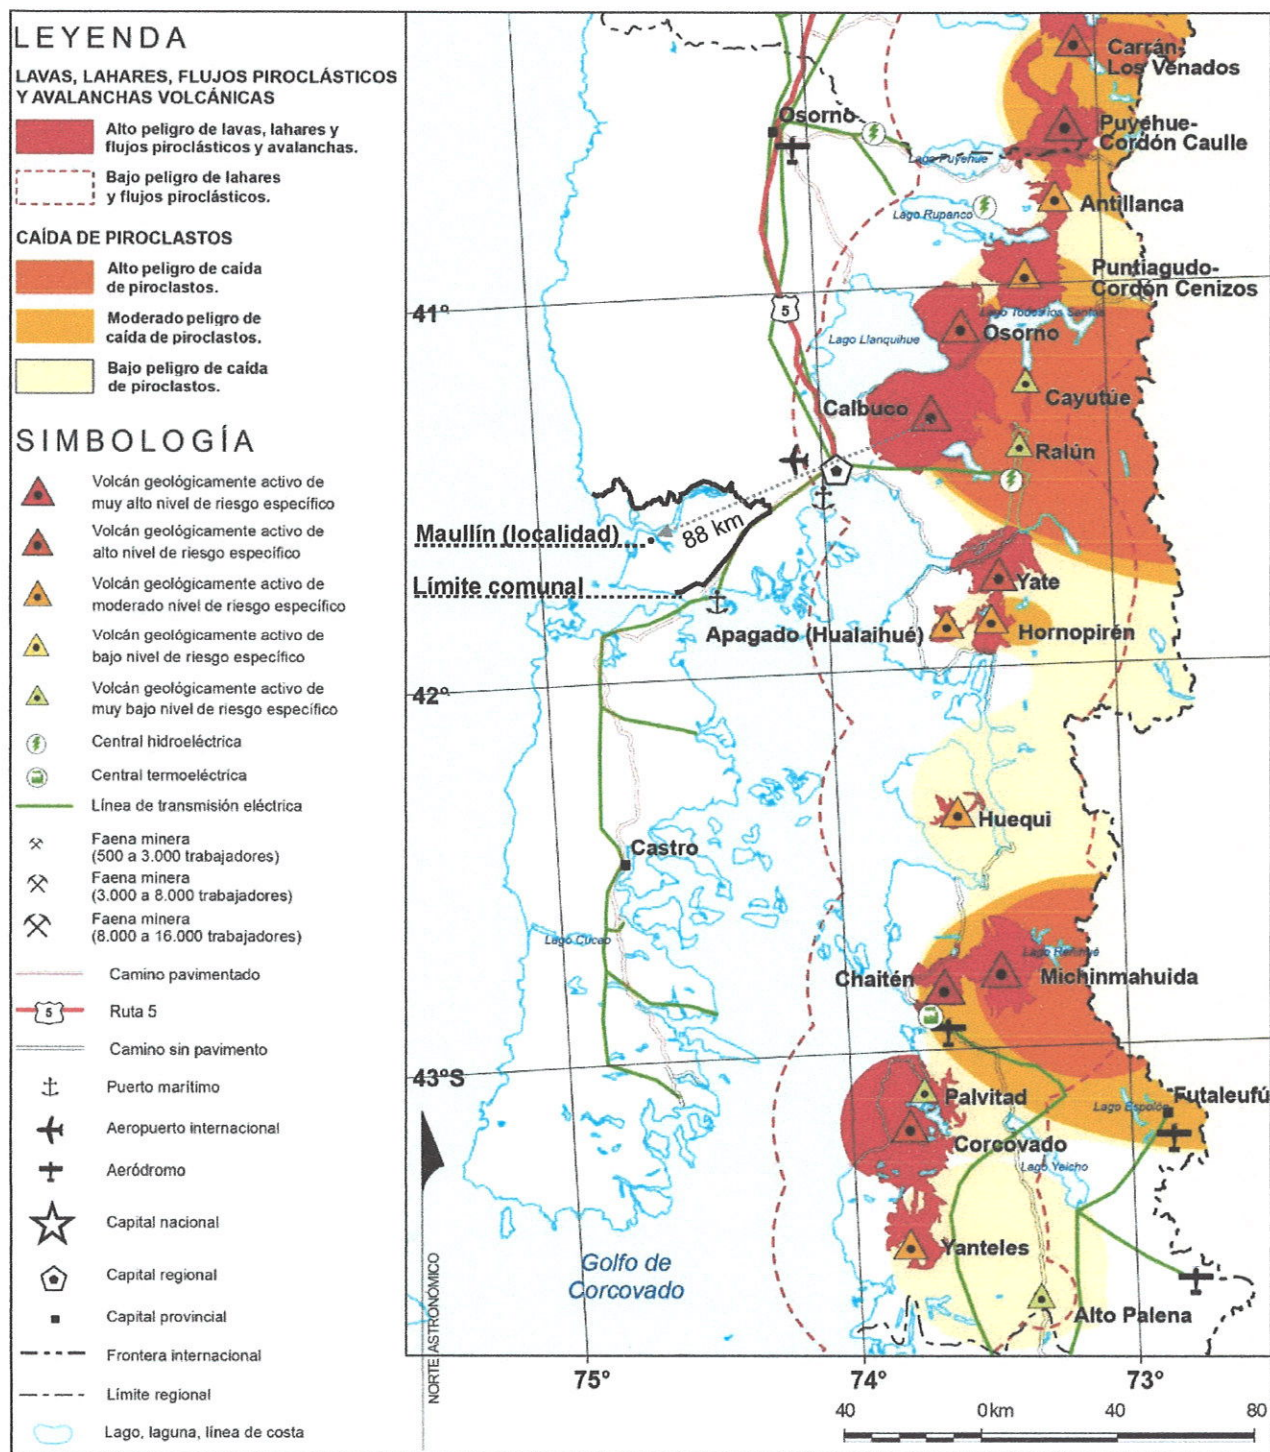 LEYENDA
LAVAS, LAHARES, FLUJOS PIROCLÁSTICOS
Y AVALANCHAS VOLCÁNICAS
Alto peligro de lavas, lahares y
flujos piroclásticos y avalanchas.
Bajo peligro de lahares
y flujos piroclásticos.
CAÍDA DE PIROCLASTOS
Alto peligro de caída
de piroclastos.
Moderado peligro de
caída de piroclastos.
Bajo peligro de caída
de piroclastos.
SIMBOLOGÍA
Volcán geológicamente activo de
muy alto nivel de riesgo específico
Volcán geológicamente activo de
alto nivel de riesgo específico
Volcán geológicamente activo de
moderado nivel de riesgo específico
Volcán geológicamente activo de
bajo nivel de riesgo específico
Volcán geológicamente activo de
muy bajo nivel de riesgo específico
Central hidroeléctrica
Central termoeléctrica
Línea de transmisión eléctrica
Faena minera
(500 a 3.000 trabajadores)
Faena minera
(3.000 a 8.000 trabajadores)
Faena minera
(8.000 a 16.000 trabajadores)
Camino pavimentado
5 Ruta 5
Camino sin pavimento
Puerto marítimo
Aeropuerto internacional
Aeródromo
Capital nacional
Capital regional
Capital provincial
Frontera internacional
Límite regional
Lago, laguna, línea de costa
Carrán-
Los Venados
Osorno
Puyehue-
Cordón Caulle
Lago Puyehue
Antillanca
Lago Rupanco
Puntiagudo-
Cordón Cenizos
41°
5
Lago Todos los Santos
Osorno
Lago Llanquihue
Cayutúe
Calbuco
Ralún
Maullín (localidad)
88 km
Límite comunal
Yate
Apagado (Hualaihué)
Hornopirén
42°
Huequi
Castro
Lago Cucao
Lago Reñihué
Chaitén
Michinmahuida
43°S
Palvitad
Futaleufú
Lago Espolón
Corcovado
Lago Yelcho
Yanteles
Golfo de
Corcovado
Alto Palena
NORTE ASTRONÓMICO
75°
74°
73°
40
0km
40
80